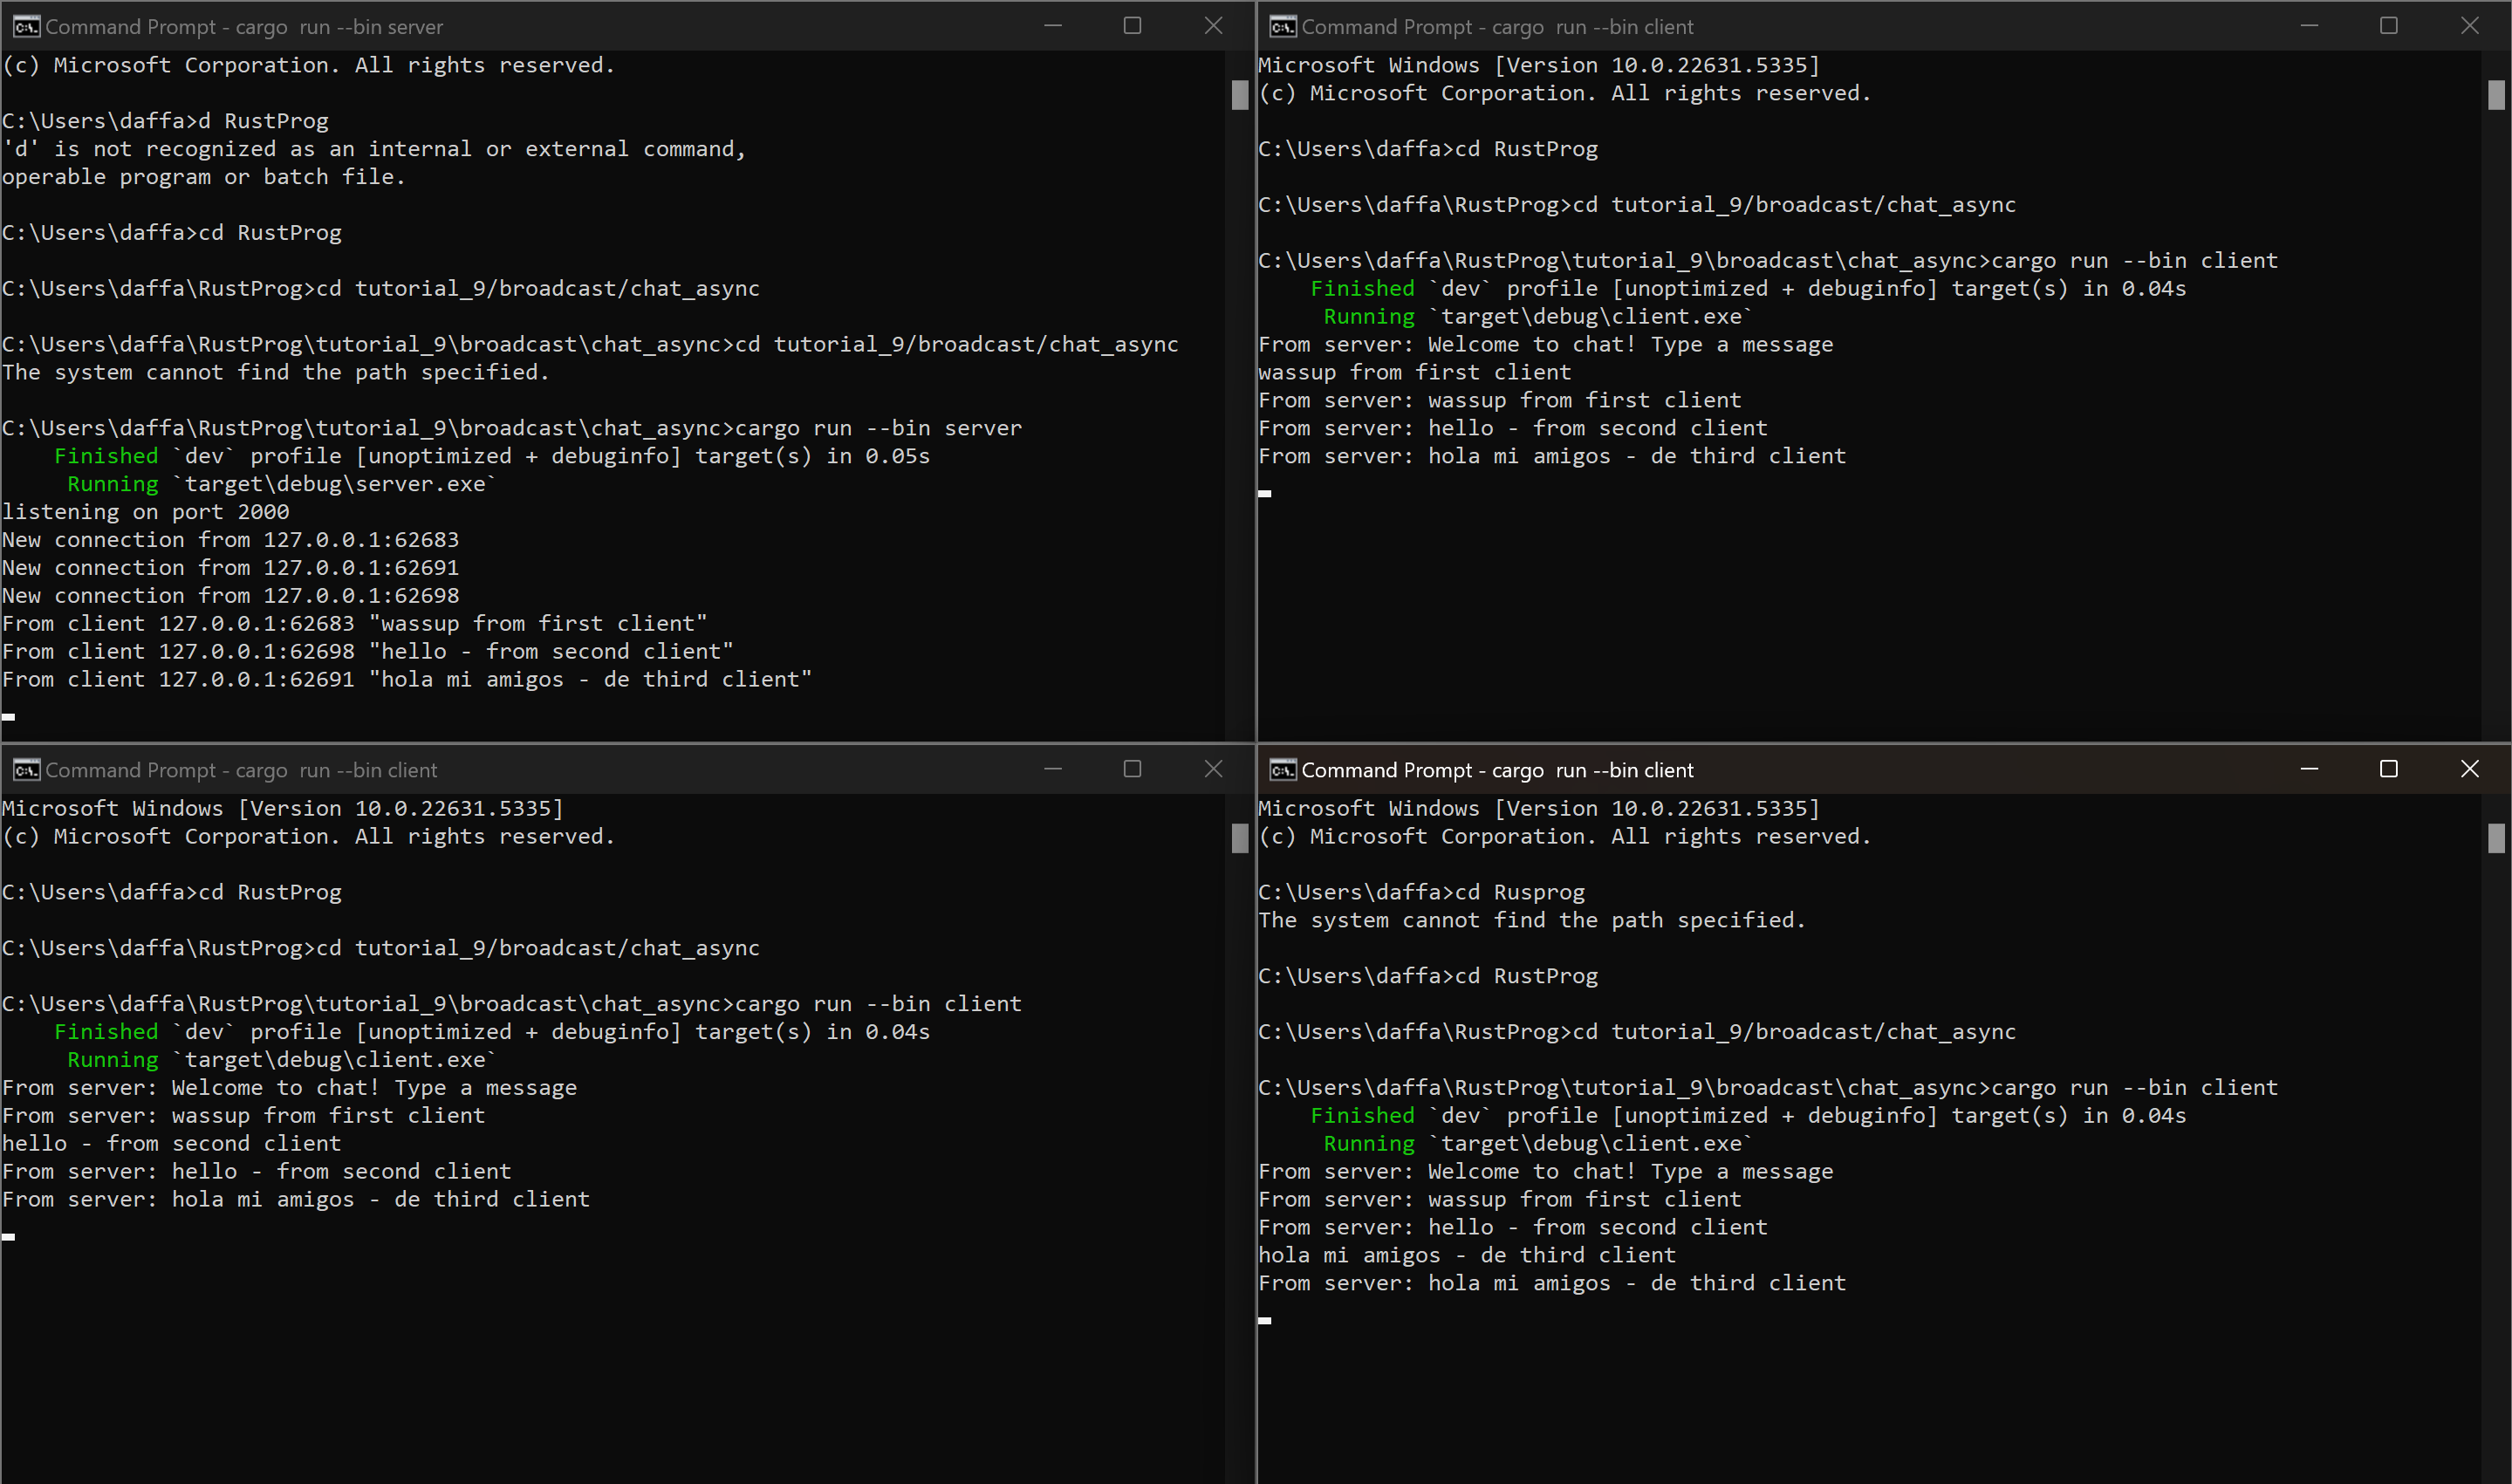 Command Prompt - cargo  run --bin server
(c) Microsoft Corporation. All rights reserved.
C:\Users\daffa>d RustProg
'd' is not recognized as an internal or external command,
operable program or batch file.
C:\Users\daffa>cd RustProg
C:\Users\daffa\RustProg>cd tutorial_9/broadcast/chat_async
C:\Users\daffa\RustProg\tutorial_9\broadcast\chat_async>cd tutorial_9/broadcast/chat_async
The system cannot find the path specified.
C:\Users\daffa\RustProg\tutorial_9\broadcast\chat_async>cargo run --bin server
Finished `dev` profile [unoptimized + debuginfo] target(s) in 0.05s
Running `target\debug\server.exe`
listening on port 2000
New connection from 127.0.0.1:62683
New connection from 127.0.0.1:62691
New connection from 127.0.0.1:62698
From client 127.0.0.1:62683 "wassup from first client"
From client 127.0.0.1:62698 "hello - from second client"
From client 127.0.0.1:62691 "hola mi amigos - de third client"
Command Prompt - cargo  run --bin client
Microsoft Windows [Version 10.0.22631.5335]
(c) Microsoft Corporation. All rights reserved.
C:\Users\daffa>cd RustProg
C:\Users\daffa\RustProg>cd tutorial_9/broadcast/chat_async
C:\Users\daffa\RustProg\tutorial_9\broadcast\chat_async>cargo run --bin client
Finished `dev` profile [unoptimized + debuginfo] target(s) in 0.04s
Running `target\debug\client.exe`
From server: Welcome to chat! Type a message
wassup from first client
From server: wassup from first client
From server: hello - from second client
From server: hola mi amigos - de third client
Command Prompt - cargo  run --bin client
Microsoft Windows [Version 10.0.22631.5335]
(c) Microsoft Corporation. All rights reserved.
C:\Users\daffa>cd RustProg
C:\Users\daffa\RustProg>cd tutorial_9/broadcast/chat_async
C:\Users\daffa\RustProg\tutorial_9\broadcast\chat_async>cargo run --bin client
Finished `dev` profile [unoptimized + debuginfo] target(s) in 0.04s
Running `target\debug\client.exe`
From server: Welcome to chat! Type a message
From server: wassup from first client
hello - from second client
From server: hello - from second client
From server: hola mi amigos - de third client
Command Prompt - cargo  run --bin client
Microsoft Windows [Version 10.0.22631.5335]
(c) Microsoft Corporation. All rights reserved.
C:\Users\daffa>cd Rusprog
The system cannot find the path specified.
C:\Users\daffa>cd RustProg
C:\Users\daffa\RustProg>cd tutorial_9/broadcast/chat_async
C:\Users\daffa\RustProg\tutorial_9\broadcast\chat_async>cargo run --bin client
Finished `dev` profile [unoptimized + debuginfo] target(s) in 0.04s
Running `target\debug\client.exe`
From server: Welcome to chat! Type a message
From server: wassup from first client
From server: hello - from second client
hola mi amigos - de third client
From server: hola mi amigos - de third client